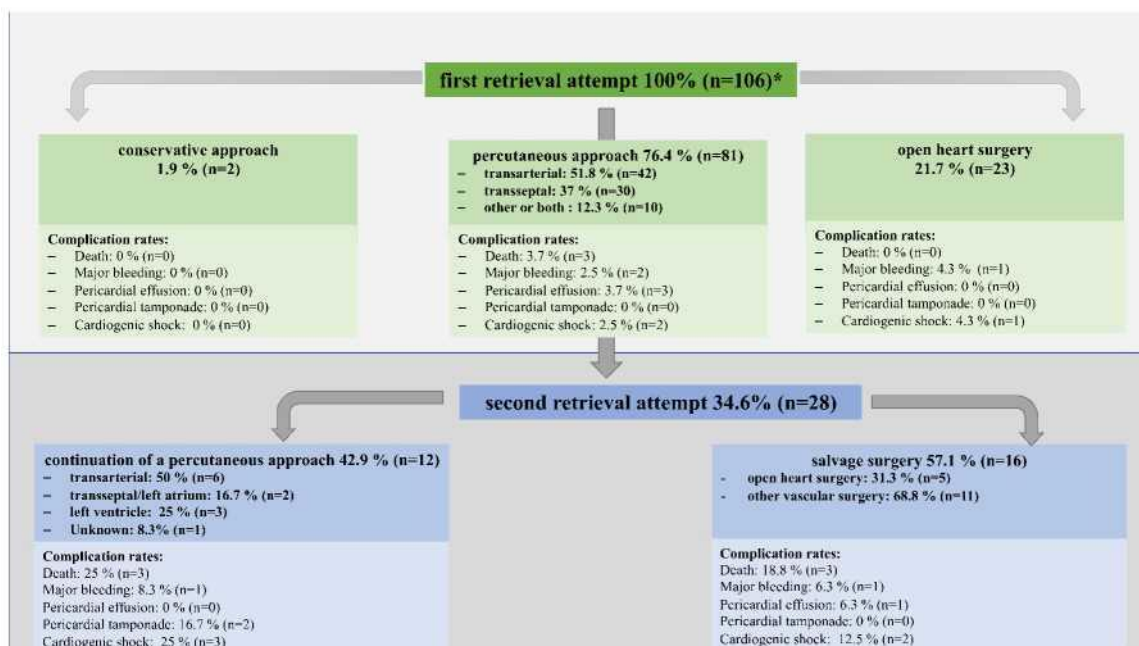 first retrieval attempt 100% (n=106)*
conservative approach
1.9 % (n=2)
Complication rates:
– Death: 0 % (n=0)
– Major bleeding: 0 % (n=0)
– Pericardial effusion: 0 % (n=0)
– Pericardial tamponade: 0 % (n=0)
– Cardiogenic shock: 0 % (n=0)
percutaneous approach 76.4 % (n=81)
– transarterial: 51.8 % (n=42)
– transseptal: 37 % (n=30)
– other or both : 12.3 % (n=10)
Complication rates:
– Death: 3.7 % (n=3)
– Major bleeding: 2.5 % (n=2)
– Pericardial effusion: 3.7 % (n=3)
– Pericardial tamponade: 0 % (n=0)
– Cardiogenic shock: 2.5 % (n=2)
open heart surgery
21.7 % (n=23)
Complication rates:
– Death: 0 % (n=0)
– Major bleeding: 4.3 % (n=1)
– Pericardial effusion: 0 % (n=0)
– Pericardial tamponade: 0 % (n=0)
– Cardiogenic shock: 4.3 % (n=1)
second retrieval attempt 34.6% (n=28)
continuation of a percutaneous approach 42.9 % (n=12)
– transarterial: 50 % (n=6)
– transseptal/left atrium: 16.7 % (n=2)
– left ventricle: 25 % (n=3)
– Unknown: 8.3% (n=1)
Complication rates:
Death: 25 % (n=3)
Major bleeding: 8.3 % (n=1)
Pericardial effusion: 0 % (n=0)
Pericardial tamponade: 16.7 % (n=2)
Cardiogenic shock: 25 % (n=3)
salvage surgery 57.1 % (n=16)
- open heart surgery: 31.3 % (n=5)
- other vascular surgery: 68.8 % (n=11)
Complication rates:
Death: 18.8 % (n=3)
Major bleeding: 6.3 % (n=1)
Pericardial effusion: 6.3 % (n=1)
Pericardial tamponade: 0 % (n=0)
Cardiogenic shock: 12.5 % (n=2)